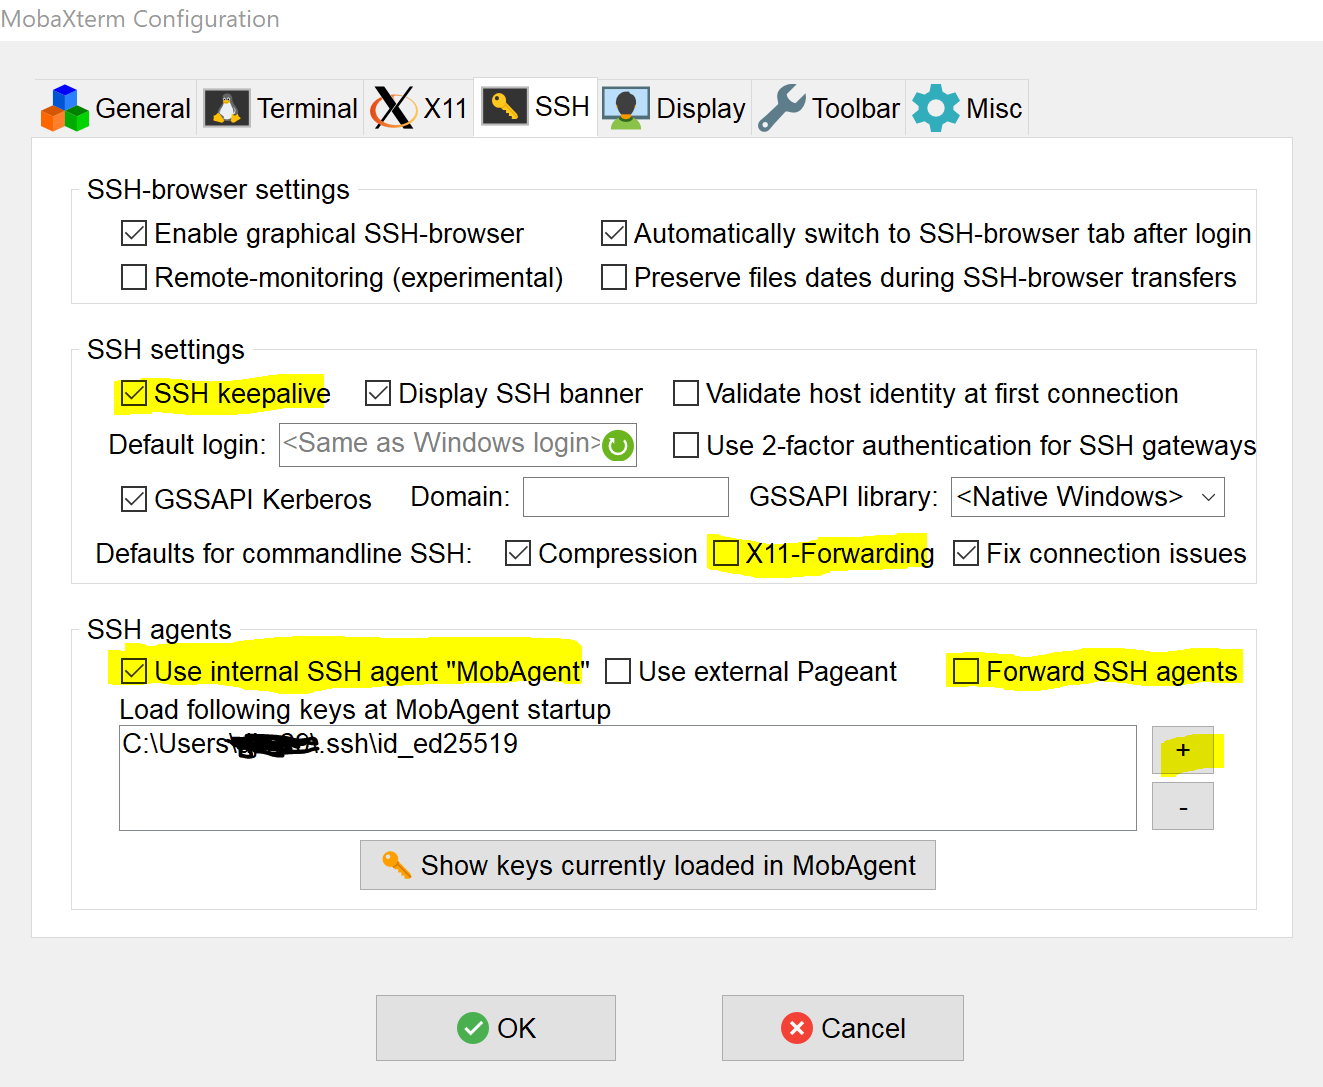 MobaXterm Configuration
General Terminal X11 SSH Display Toolbar Misc
SSH-browser settings
Enable graphical SSH-browser Automatically switch to SSH-browser tab after login
Remote-monitoring (experimental) Preserve files dates during SSH-browser transfers
SSH settings
SSH keepalive Display SSH banner Validate host identity at first connection
Default login: <Same as Windows login> Use 2-factor authentication for SSH gateways
GSSAPI Kerberos Domain: GSSAPI library: <Native Windows>
Defaults for commandline SSH: Compression X11-Forwarding Fix connection issues
SSH agents
Use internal SSH agent "MobAgent" Use external Pageant Forward SSH agents
Load following keys at MobAgent startup
C:\Users\ \.ssh\id_ed25519
+
-
Show keys currently loaded in MobAgent
OK Cancel